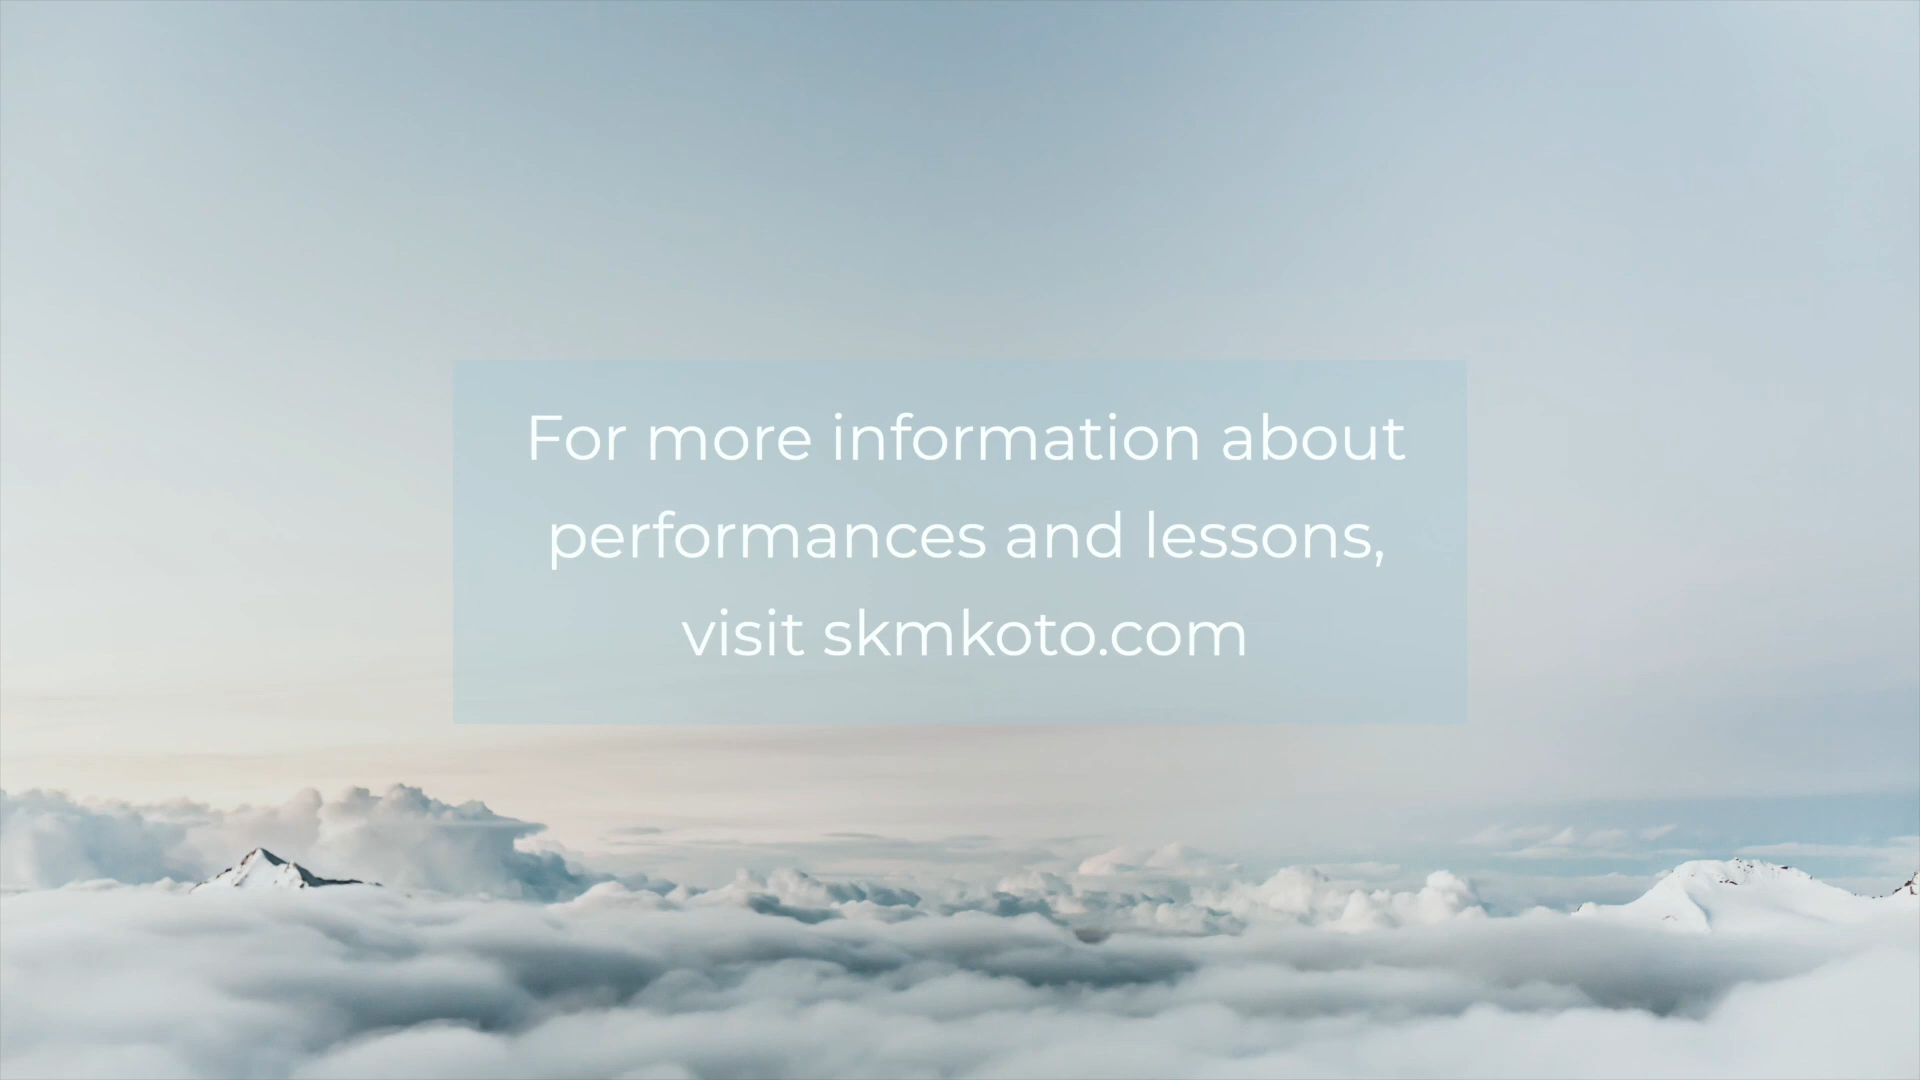 For more information about
performances and lessons,
visit skmkoto.com